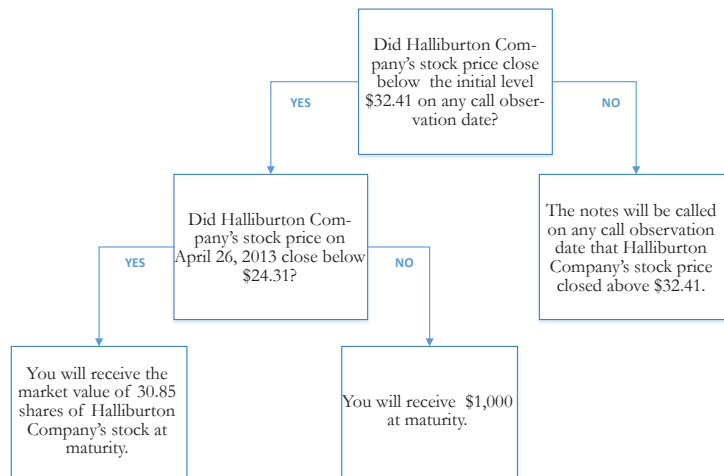 Did Halliburton Com-
pany's stock price close
below the initial level
$32.41 on any call obser-
vation date?
YES
NO
Did Halliburton Com-
pany's stock price on
April 26, 2013 close below
$24.31?
The notes will be called
on any call observation
date that Halliburton
Company's stock price
closed above $32.41.
YES
NO
You will receive the
market value of 30.85
shares of Halliburton
Company's stock at
maturity.
You will receive $1,000
at maturity.